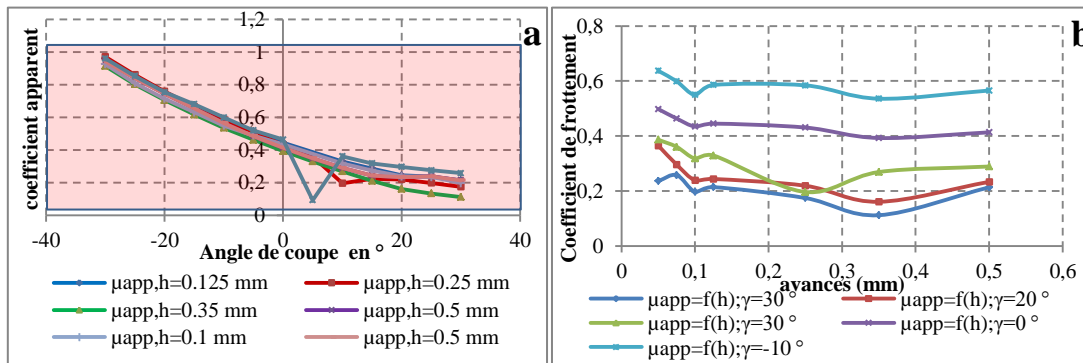 a
coefficient apparent
1,2
1
0,8
0,6
0,4
0,2
0
-40
-20
0
20
40
Angle de coupe en °
µapp,h=0.125 mm
µapp,h=0.25 mm
µapp,h=0.35 mm
µapp,h=0.5 mm
µapp,h=0.1 mm
µapp,h=0.5 mm
b
Coefficient de frottement
0,8
0,6
0,4
0,2
0
0
0,1
0,2
0,3
0,4
0,5
0,6
avances (mm)
µapp=f(h);γ=30 °
µapp=f(h);γ=20 °
µapp=f(h);γ=30 °
µapp=f(h);γ=0 °
µapp=f(h);γ=-10 °